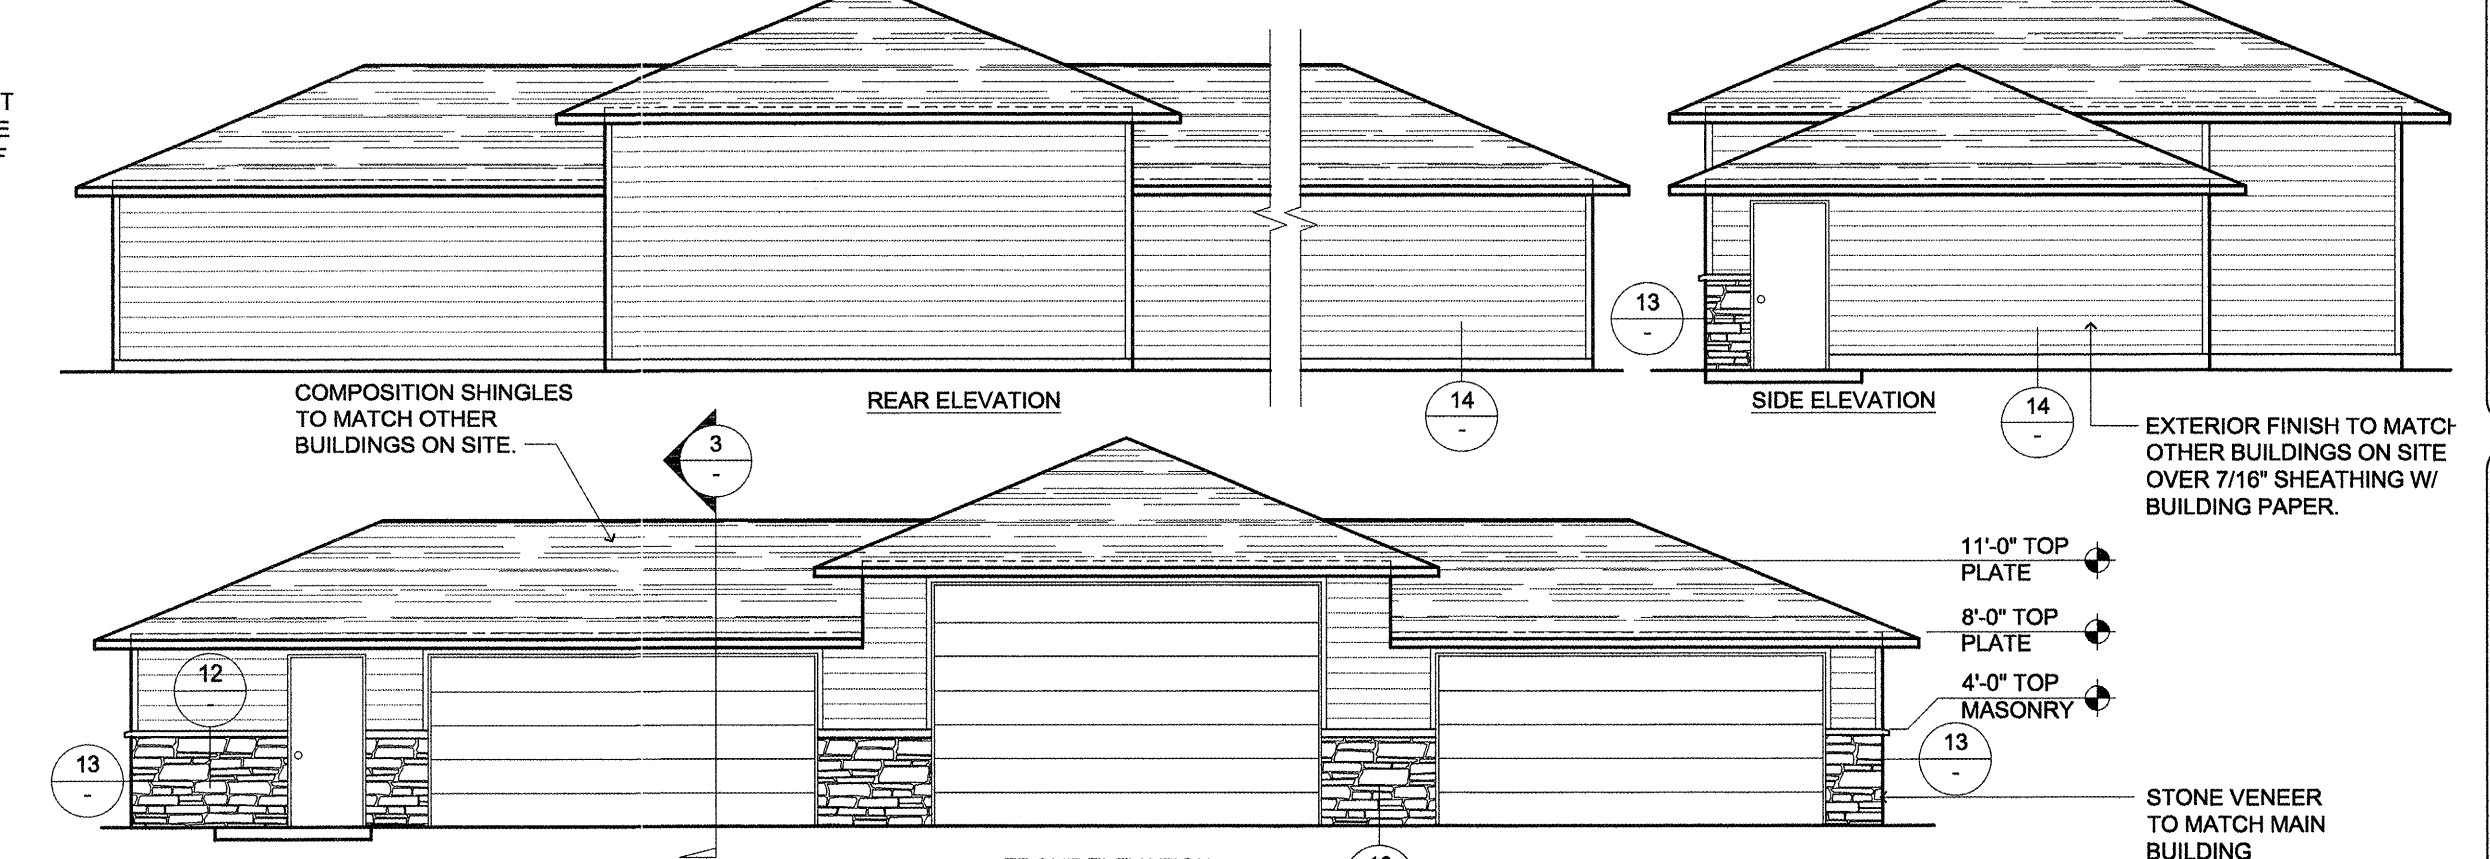 T
E
F
13
-
COMPOSITION SHINGLES
TO MATCH OTHER
BUILDINGS ON SITE.
REAR ELEVATION
14
-
SIDE ELEVATION
14
-
EXTERIOR FINISH TO MATCH
OTHER BUILDINGS ON SITE
OVER 7/16" SHEATHING W/
BUILDING PAPER.
3
-
11'-0" TOP
PLATE
8'-0" TOP
PLATE
4'-0" TOP
MASONRY
12
-
13
-
13
-
STONE VENEER
TO MATCH MAIN
BUILDING